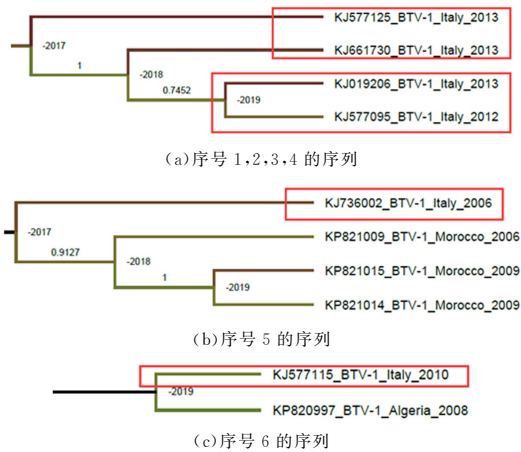 KJ577125_BTV-1_Italy_2013
-2017
KJ661730_BTV-1_Italy_2013
1
-2018
KJ019206_BTV-1_Italy_2013
0.7452
-2019
KJ577095_BTV-1_Italy_2012
(a)序号1,2,3,4的序列
KJ736002_BTV-1_Italy_2006
-2017
KP821009_BTV-1_Morocco_2006
0.9127
-2018
KP821015_BTV-1_Morocco_2009
1
-2019
KP821014_BTV-1_Morocco_2009
(b)序号5的序列
KJ577115_BTV-1_Italy_2010
-2019
KP820997_BTV-1_Algeria_2008
(c)序号6的序列